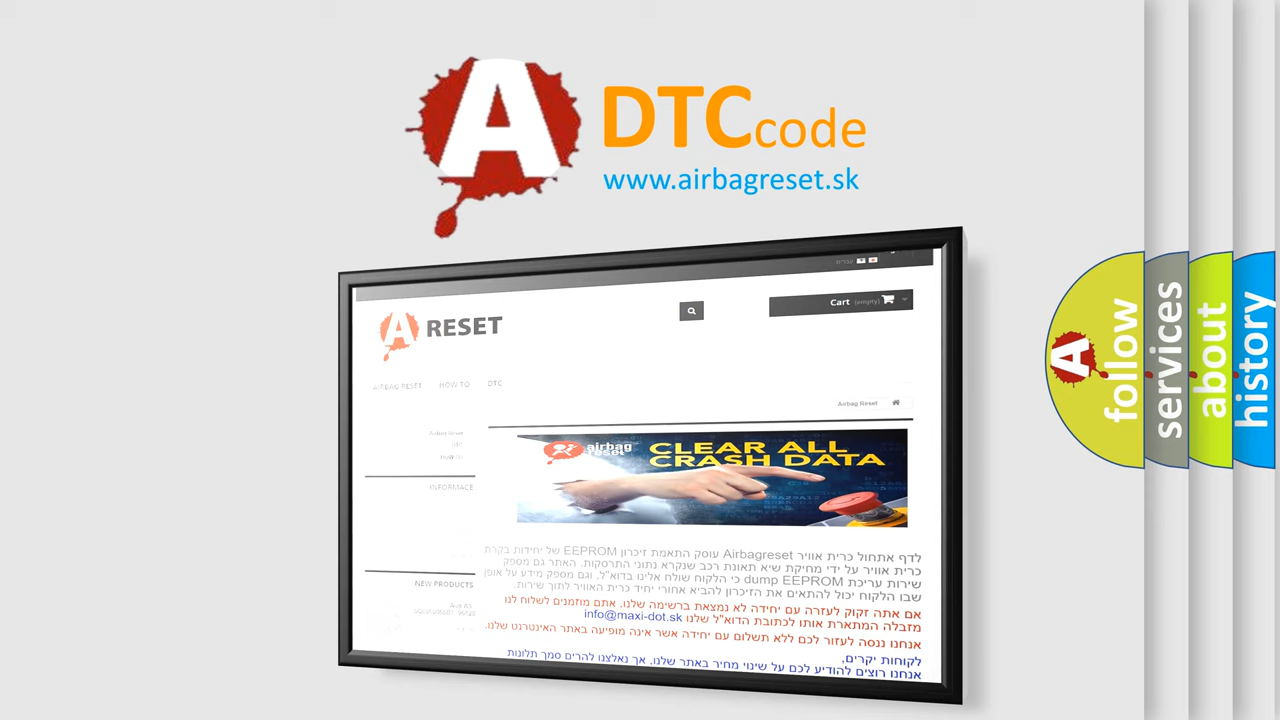 A DTCcode
www.airbagreset.sk
עברית
Cart (empty)
A RESET
AIRBAG RESET HOW TO DTC
Airbag Reset
Airbag Reset
HOW TO
INFORMACE
NEW PRODUCTS
airbag
reset
CLEAR ALL
CRASH DATA
לדף אתחול כרית אוויר Airbagreset עוסק התאמת זיכרון EEPROM של יחידות בקרת
כרית אוויר על ידי מחיקת שיא תאונת רכב שנקרא נתוני התרסקות. האתר גם מספק
שירות עריכת dump EEPROM כי הלקוח שולח אלינו בדוא"ל, וגם מספק מידע על אופן
שבו הלקוח יכול להתאים את הזיכרון להביא אחורי יחיד כרית האוויר לתוך שירות.
אם אתה זקוק לעזרה עם יחידה לא נמצאת ברשימה שלנו, אתם מוזמנים לשלוח לנו
מזבלה המתארת אותו לכתובת הדוא"ל שלנו info@maxi-dot.sk
אנחנו ננסה לעזור לכם ללא תשלום עם יחידה אשר אינה מופיעה באתר האינטרנט שלנו.
לקוחות יקרים,
אנחנו רוצים להודיע לכם על שינוי מחיר באתר שלנו, אך נאלצנו להרים סמך תלונות
A follow
services
about
history